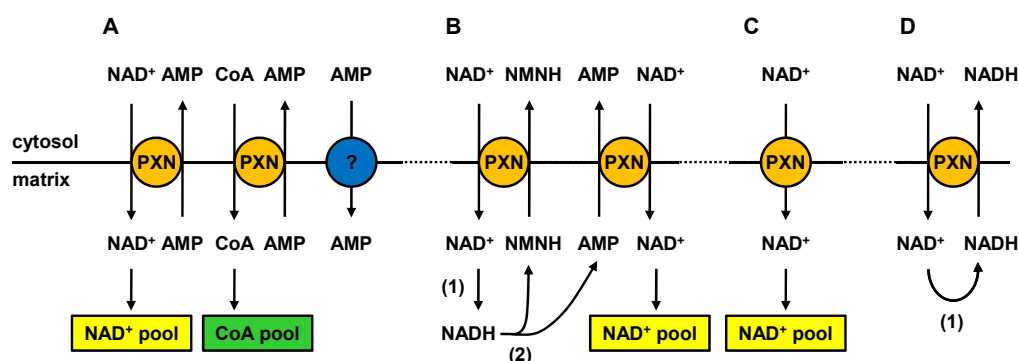 A B C D
NAD⁺ AMP CoA AMP AMP NAD⁺ NMNH AMP NAD⁺ NAD⁺ NAD⁺ NADH
cytosol PXN PXN ? PXN PXN PXN PXN
matrix
NAD⁺ AMP CoA AMP AMP NAD⁺ NMNH AMP NAD⁺ NAD⁺ NAD⁺ NADH
(1)
NAD⁺ pool CoA pool NADH NAD⁺ pool NAD⁺ pool (1)
(2)